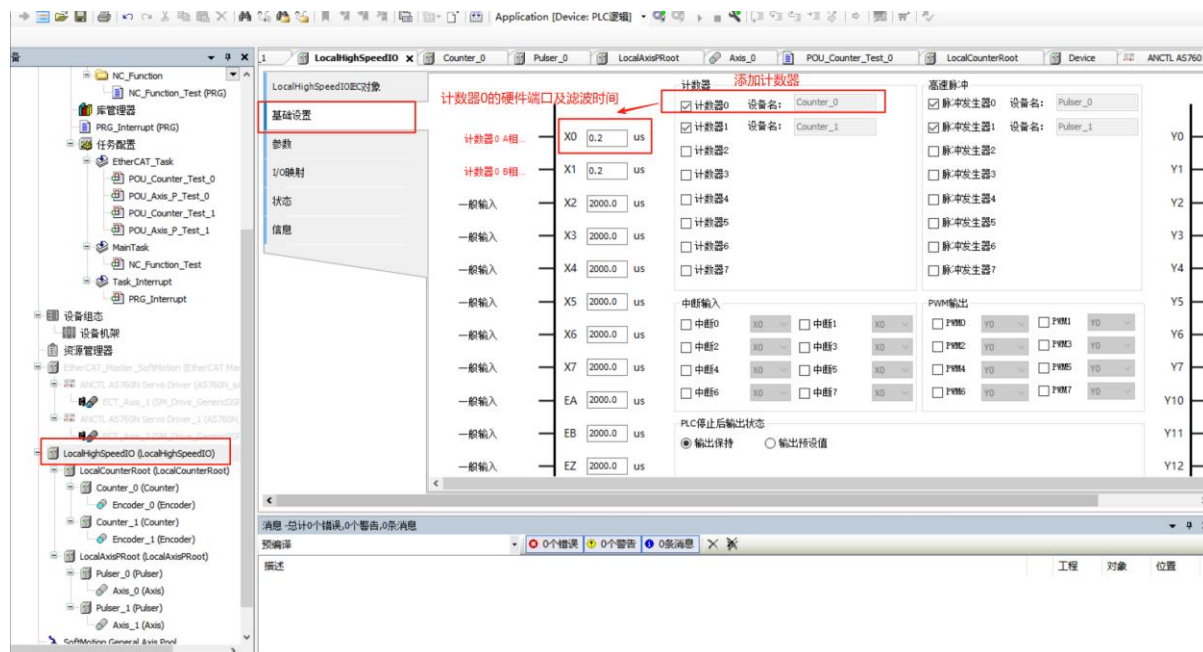 Application [Device: PLC逻辑]
备
NC_Function
NC_Function_Test (PRG)
库管理器
PRG_Interrupt (PRG)
任务配置
EtherCAT_Task
POU_Counter_Test_0
POU_Axis_P_Test_0
POU_Counter_Test_1
POU_Axis_P_Test_1
MainTask
NC_Function_Test
Task_Interrupt
PRG_Interrupt
设备组态
设备机架
资源管理器
EtherCAT_Master_SoftMotion (EtherCAT Mas
ANCTL AS760N Servo Driver (AS760N_s
ECT_Axis_1 (SM_Drive_GenericDSP
ANCTL AS760N Servo Driver_1 (AS760N_
LocalHighSpeedIO (LocalHighSpeedIO)
LocalCounterRoot (LocalCounterRoot)
Counter_0 (Counter)
Encoder_0 (Encoder)
Counter_1 (Counter)
Encoder_1 (Encoder)
LocalAxisPRoot (LocalAxisPRoot)
Pulser_0 (Pulser)
Axis_0 (Axis)
Pulser_1 (Pulser)
Axis_1 (Axis)
SoftMotion General Axis Pool
_1
LocalHighSpeedIO
Counter_0
Pulser_0
LocalAxisPRoot
Axis_0
POU_Counter_Test_0
LocalCounterRoot
Device
ANCTL AS760
LocalHighSpeedIOIEC对象
基础设置
参数
I/O映射
状态
信息
计数器0的硬件端口及滤波时间
添加计数器
计数器0 A相... X0 0.2 us
计数器0 B相... X1 0.2 us
一般输入 X2 2000.0 us
一般输入 X3 2000.0 us
一般输入 X4 2000.0 us
一般输入 X5 2000.0 us
一般输入 X6 2000.0 us
一般输入 X7 2000.0 us
一般输入 EA 2000.0 us
一般输入 EB 2000.0 us
一般输入 EZ 2000.0 us
计数器
计数器0 设备名: Counter_0
计数器1 设备名: Counter_1
计数器2
计数器3
计数器4
计数器5
计数器6
计数器7
高速脉冲
脉冲发生器0 设备名: Pulser_0
脉冲发生器1 设备名: Pulser_1
脉冲发生器2
脉冲发生器3
脉冲发生器4
脉冲发生器5
脉冲发生器6
脉冲发生器7
中断输入
中断0 X0 中断1 X0
中断2 X0 中断3 X0
中断4 X0 中断5 X0
中断6 X0 中断7 X0
PWM输出
PWM0 Y0 PWM1 Y0
PWM2 Y0 PWM3 Y0
PWM4 Y0 PWM5 Y0
PWM6 Y0 PWM7 Y0
PLC停止后输出状态
输出保持 输出预设值
Y0
Y1
Y2
Y3
Y4
Y5
Y6
Y7
Y10
Y11
Y12
消息 -总计0个错误,0个警告,0条消息
预编译 0个错误 0个警告 0条消息
描述 工程 对象 位置